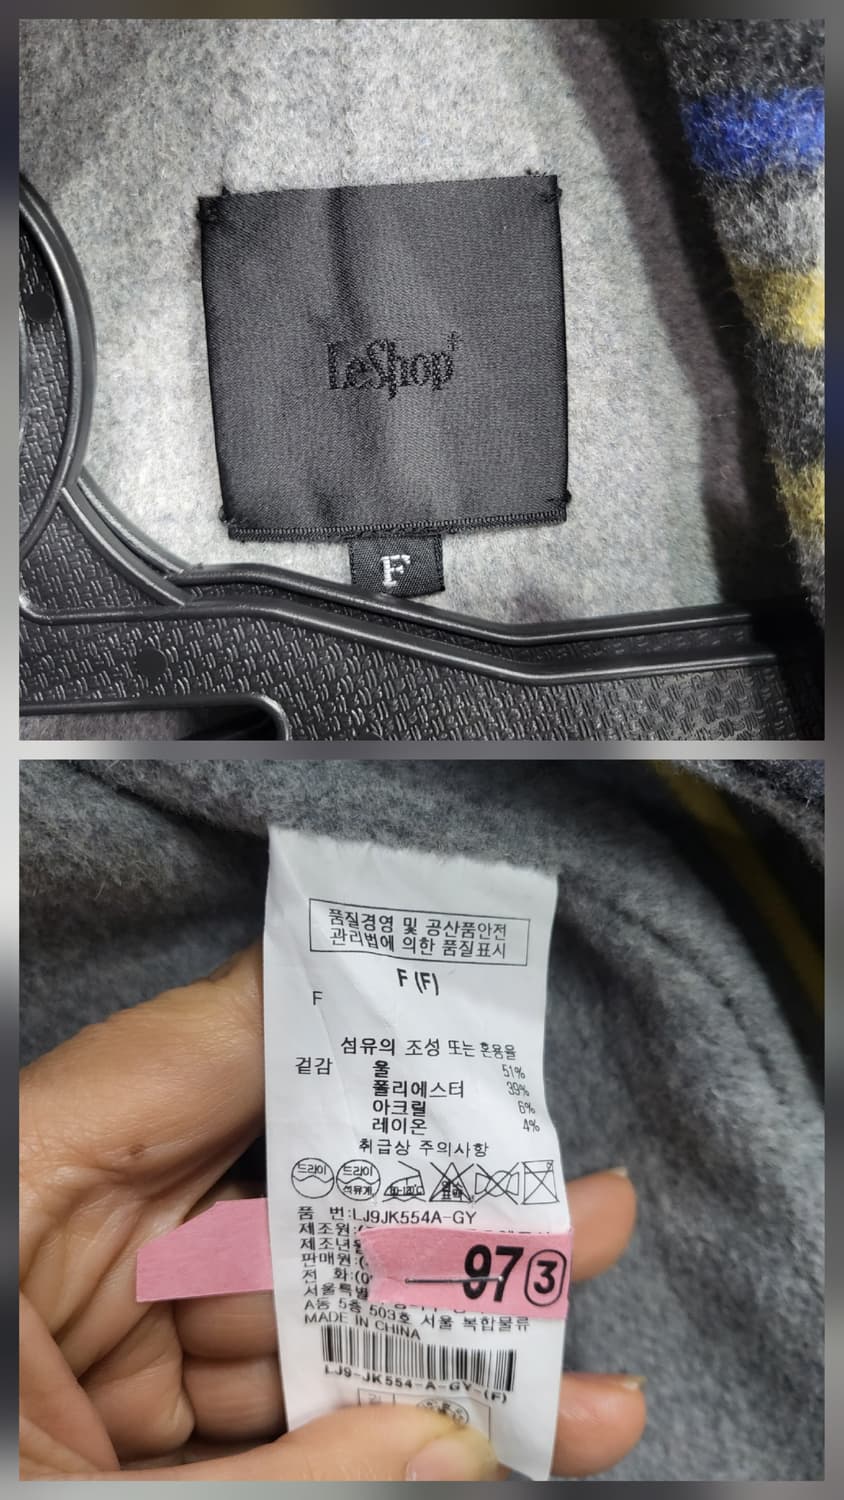 LeShop†
F
품질경영 및 공산품안전
관리법에 의한 품질표시
F (F)
F
섬유의 조성 또는 혼용율
겉감 울 51%
폴리에스터 39%
아크릴 6%
레이온 4%
취급상 주의사항
드라이 드라이 석유계
품 번:LJ9JK554A-GY
제조원:(
제조년월
판매원:(
전 화:(0
서울특별
97 3
A동 5층 503호 서울 복합물류
MADE IN CHINA
LJ9-JK554-A-GY-(F)